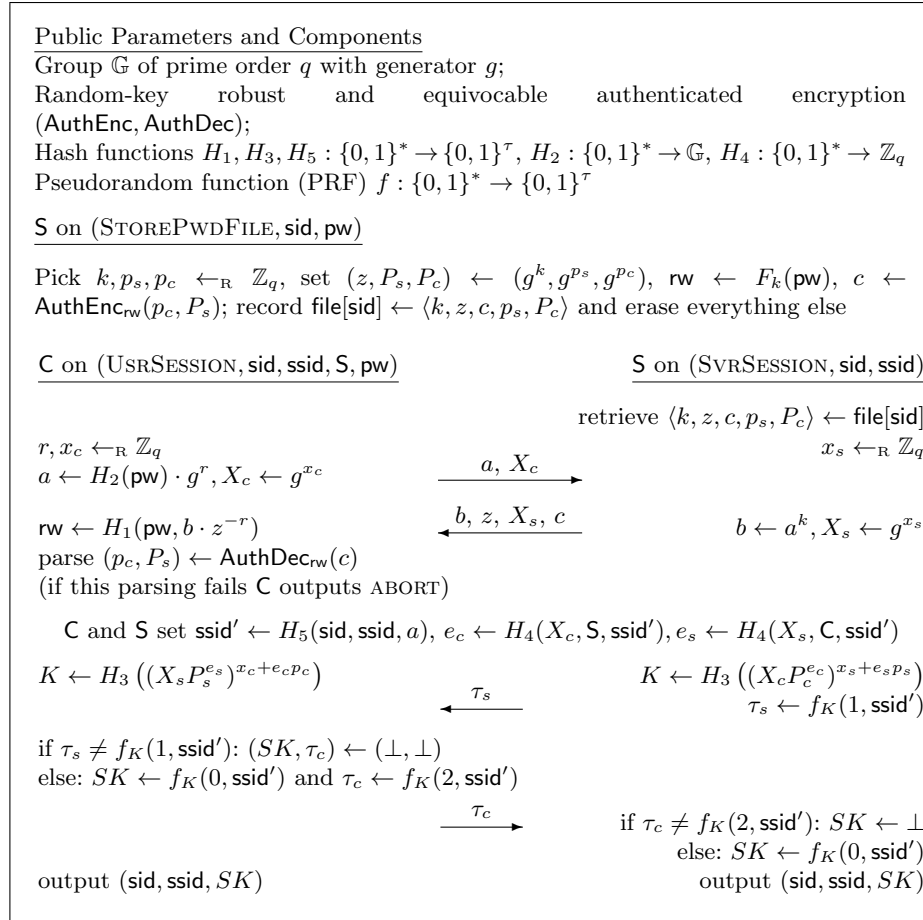 Public Parameters and Components
Group 𝔾 of prime order q with generator g;
Random-key robust and equivocable authenticated encryption
(AuthEnc, AuthDec);
Hash functions H₁, H₃, H₅ : {0, 1}* → {0, 1}^τ, H₂ : {0, 1}* → 𝔾, H₄ : {0, 1}* → ℤ_q
Pseudorandom function (PRF) f : {0, 1}* → {0, 1}^τ
S on (STOREPWDFILE, sid, pw)
Pick k, p_s, p_c ←_R ℤ_q, set (z, P_s, P_c) ← (g^k, g^{p_s}, g^{p_c}), rw ← F_k(pw), c ←
AuthEnc_rw(p_c, P_s); record file[sid] ← ⟨k, z, c, p_s, P_c⟩ and erase everything else
C on (USRSESSION, sid, ssid, S, pw) S on (SVRSESSION, sid, ssid)
retrieve ⟨k, z, c, p_s, P_c⟩ ← file[sid]
r, x_c ←_R ℤ_q x_s ←_R ℤ_q
a ← H₂(pw) · g^r, X_c ← g^{x_c} a, X_c
rw ← H₁(pw, b · z^{−r}) b, z, X_s, c b ← a^k, X_s ← g^{x_s}
parse (p_c, P_s) ← AuthDec_rw(c)
(if this parsing fails C outputs ABORT)
C and S set ssid′ ← H₅(sid, ssid, a), e_c ← H₄(X_c, S, ssid′), e_s ← H₄(X_s, C, ssid′)
K ← H₃ ((X_s P_s^{e_s})^{x_c+e_c p_c}) K ← H₃ ((X_c P_c^{e_c})^{x_s+e_s p_s})
τ_s τ_s ← f_K(1, ssid′)
if τ_s ≠ f_K(1, ssid′): (SK, τ_c) ← (⊥, ⊥)
else: SK ← f_K(0, ssid′) and τ_c ← f_K(2, ssid′)
τ_c if τ_c ≠ f_K(2, ssid′): SK ← ⊥
else: SK ← f_K(0, ssid′)
output (sid, ssid, SK) output (sid, ssid, SK)